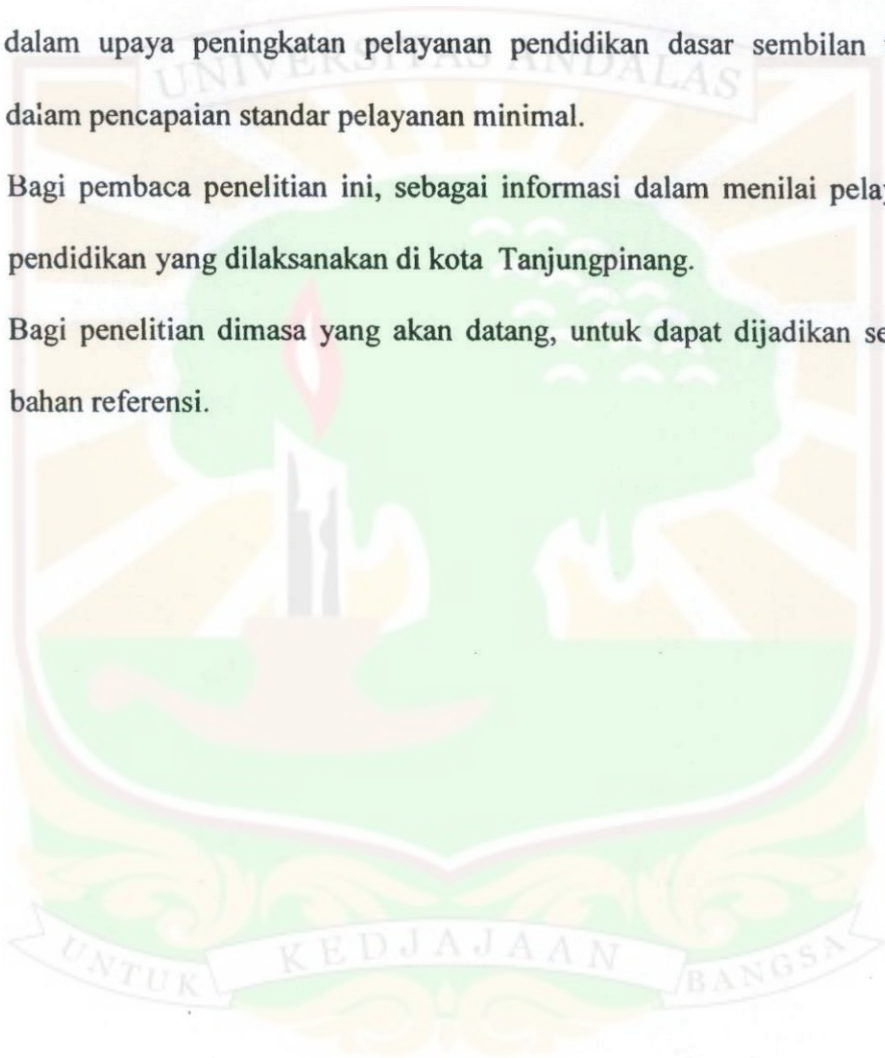 dalam upaya peningkatan pelayanan pendidikan dasar sembilan
UNIVERSITAS ANDALAS
dalam pencapaian standar pelayanan minimal.
Bagi pembaca penelitian ini, sebagai informasi dalam menilai
pendidikan yang dilaksanakan di kota Tanjungpinang.
Bagi penelitian dimasa yang akan datang, untuk dapat dijadikan
bahan referensi.
UNTUK KEDJAJAAN BANGSA